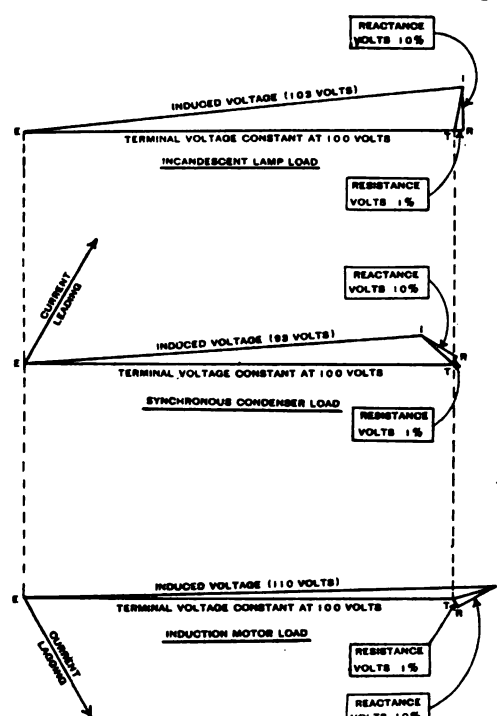 REACTANCE
VOLTS 10%
INDUCED VOLTAGE (103 VOLTS)
I
E
T R
TERMINAL VOLTAGE CONSTANT AT 100 VOLTS
INCANDESCENT LAMP LOAD
RESISTANCE
VOLTS 1%
CURRENT
LEADING
REACTANCE
VOLTS 10%
INDUCED VOLTAGE (93 VOLTS)
I
E
R
T
TERMINAL VOLTAGE CONSTANT AT 100 VOLTS
SYNCHRONOUS CONDENSER LOAD
RESISTANCE
VOLTS 1%
INDUCED VOLTAGE (110 VOLTS)
E
T
R
TERMINAL VOLTAGE CONSTANT AT 100 VOLTS
INDUCTION MOTOR LOAD
CURRENT
LAGGING
RESISTANCE
VOLTS 1%
REACTANCE
VOLTS 10%